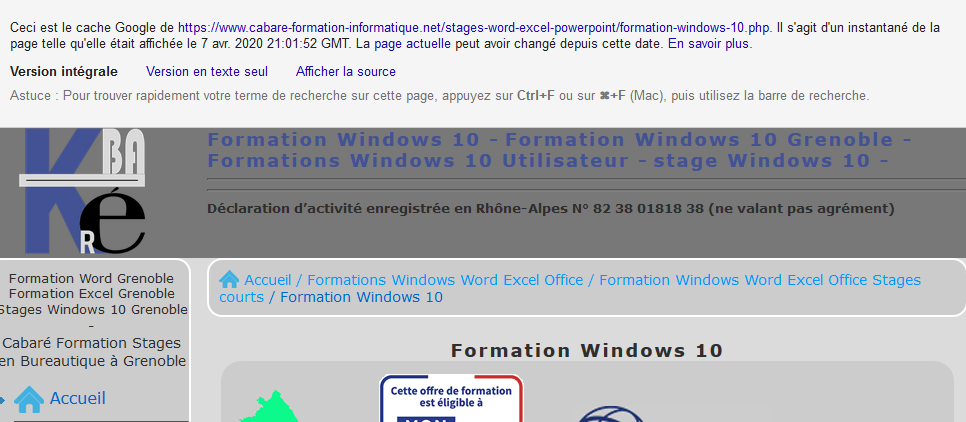 Ceci est le cache Google de https://www.cabare-formation-informatique.net/stages-word-excel-powerpoint/formation-windows-10.php. Il s'agit d'un instantané de la
page telle qu'elle était affichée le 7 avr. 2020 21:01:52 GMT. La page actuelle peut avoir changé depuis cette date. En savoir plus.
Version intégrale Version en texte seul Afficher la source
Astuce : Pour trouver rapidement votre terme de recherche sur cette page, appuyez sur Ctrl+F ou sur ⌘+F (Mac), puis utilisez la barre de recherche.
K BA Ré
Formation Windows 10 - Formation Windows 10 Grenoble -
Formations Windows 10 Utilisateur - stage Windows 10 -
Déclaration d’activité enregistrée en Rhône-Alpes N° 82 38 01818 38 (ne valant pas agrément)
Formation Word Grenoble
Formation Excel Grenoble
Stages Windows 10 Grenoble
-
Cabaré Formation Stages
en Bureautique à Grenoble
Accueil
Accueil / Formations Windows Word Excel Office / Formation Windows Word Excel Office Stages
courts / Formation Windows 10
Formation Windows 10
Cette offre de formation
est éligible à
MON